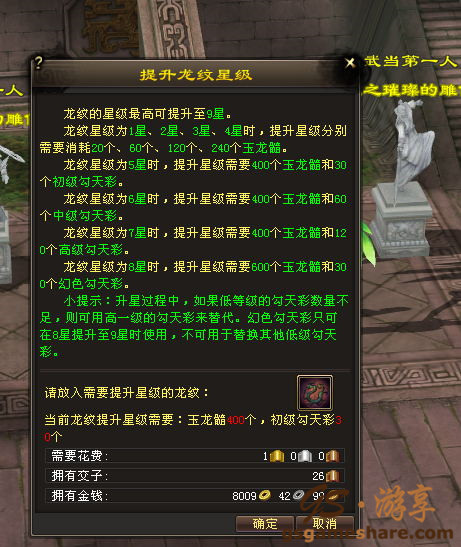 ?
提升龙纹星级
武当第一人
之璀璨的雕
人
的雕
龙纹的星级最高可提升至9星。
龙纹星级为1星、2星、3星、4星时，提升星级分别
需要消耗20个、60个、120个、240个玉龙髓。
龙纹星级为5星时，提升星级需要400个玉龙髓和30
个初级勾天彩。
龙纹星级为6星时，提升星级需要400个玉龙髓和60
个中级勾天彩。
龙纹星级为7星时，提升星级需要400个玉龙髓和12
0个高级勾天彩。
龙纹星级为8星时，提升星级需要600个玉龙髓和30
0个幻色勾天彩。
小提示：升星过程中，如果低等级的勾天彩数量不
足，则可用高一级的勾天彩来替代。幻色勾天彩只可
在8星提升至9星时使用，不可用于替换其他低级勾天
彩。
请放入需要提升星级的龙纹：
当前龙纹提升星级需要：玉龙髓400个，初级勾天彩3
0个
需要花费： 1 0 0
拥有交子： 26
拥有金钱： 8009 42 99
确定 取消
游享